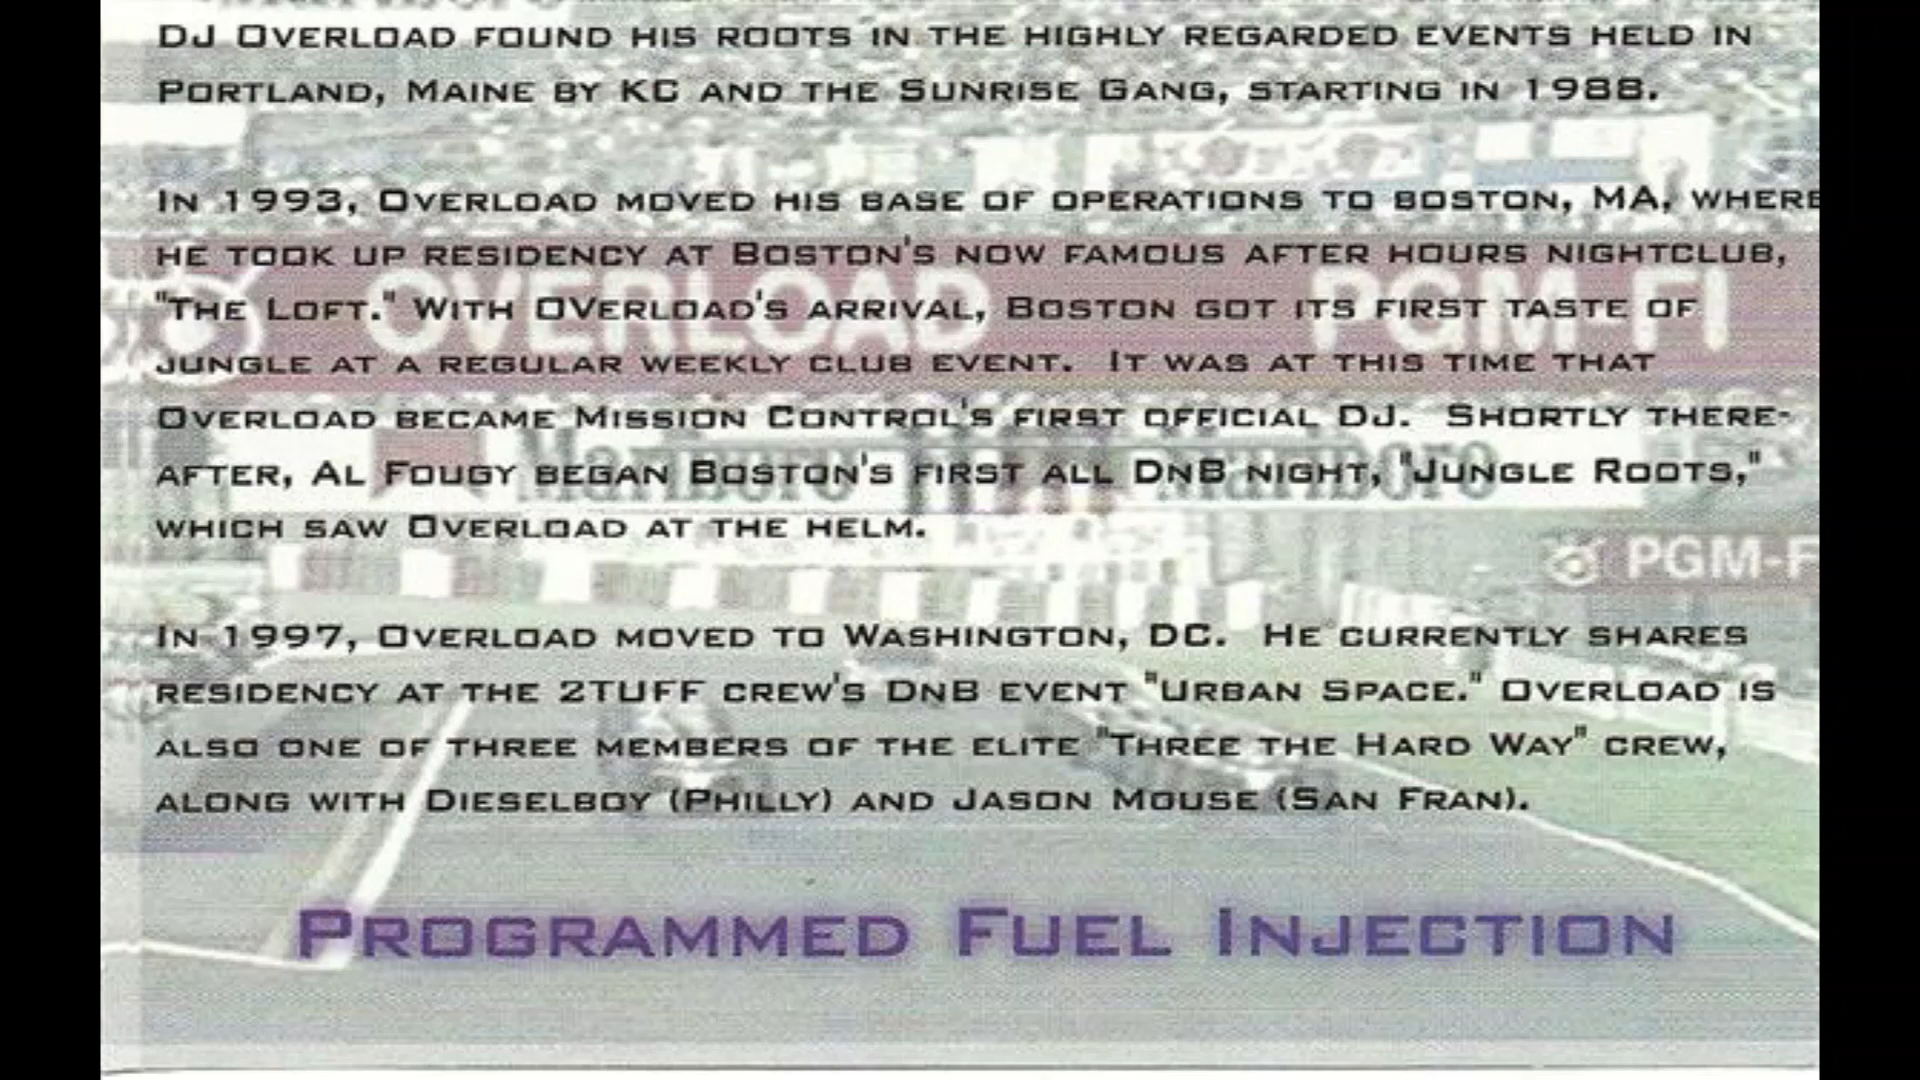 DJ Overload found his roots in the highly regarded events held in
Portland, Maine by KC and the Sunrise Gang, starting in 1988.
In 1993, Overload moved his base of operations to boston, MA, where
he took up residency at Boston's now famous after hours nightclub,
"The Loft." With OVerload's arrival, Boston got its first taste of
OVERLOAD PGM-FI
jungle at a regular weekly club event. It was at this time that
Overload became Mission Control's first official DJ. Shortly there-
after, Al Fougy began Boston's first all DnB night, "Jungle Roots,"
Marlboro Marlboro
which saw Overload at the helm.
PGM-F
In 1997, Overload moved to Washington, DC. He currently shares
residency at the 2TUFF crew's DnB event "Urban Space." Overload is
also one of three members of the elite "Three the Hard Way" crew,
along with Dieselboy (Philly) and Jason Mouse (San Fran).
Programmed Fuel Injection